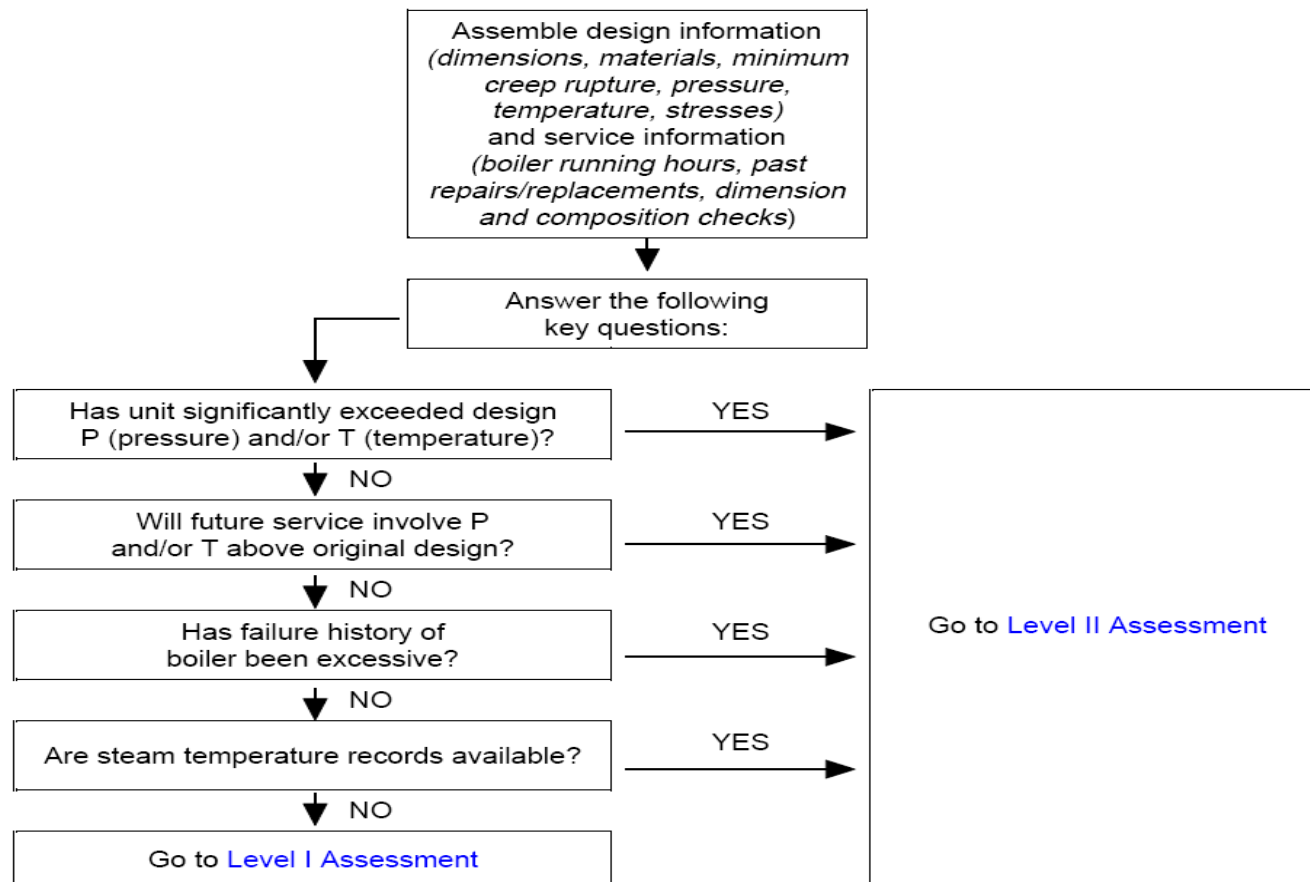 Assemble design information
(dimensions, materials, minimum
creep rupture, pressure,
temperature, stresses)
and service information
(boiler running hours, past
repairs/replacements, dimension
and composition checks)
Answer the following
key questions:
Has unit significantly exceeded design
P (pressure) and/or T (temperature)?
YES
NO
Will future service involve P
and/or T above original design?
YES
NO
Has failure history of
boiler been excessive?
YES
NO
Are steam temperature records available?
YES
NO
Go to Level I Assessment
Go to Level II Assessment